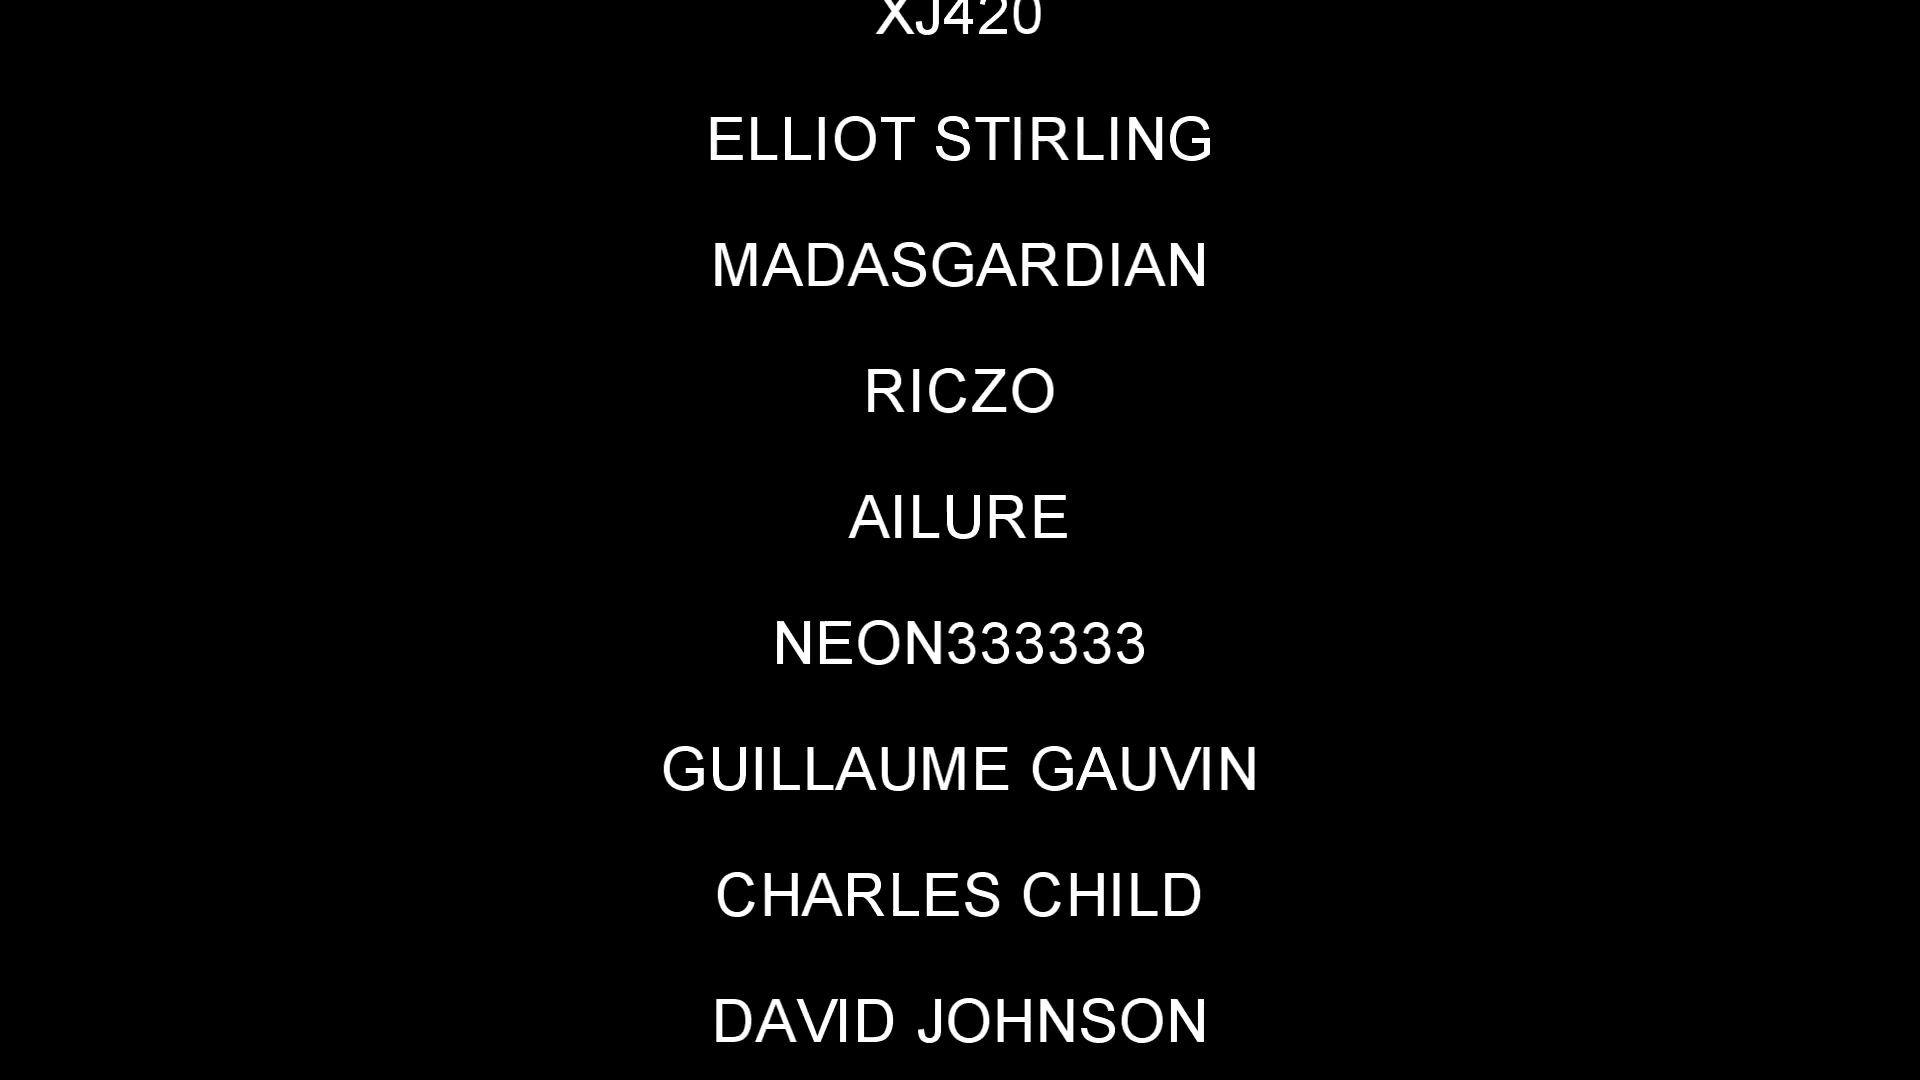 XJ420
ELLIOT STIRLING
MADASGARDIAN
RICZO
AILURE
NEON333333
GUILLAUME GAUVIN
CHARLES CHILD
DAVID JOHNSON